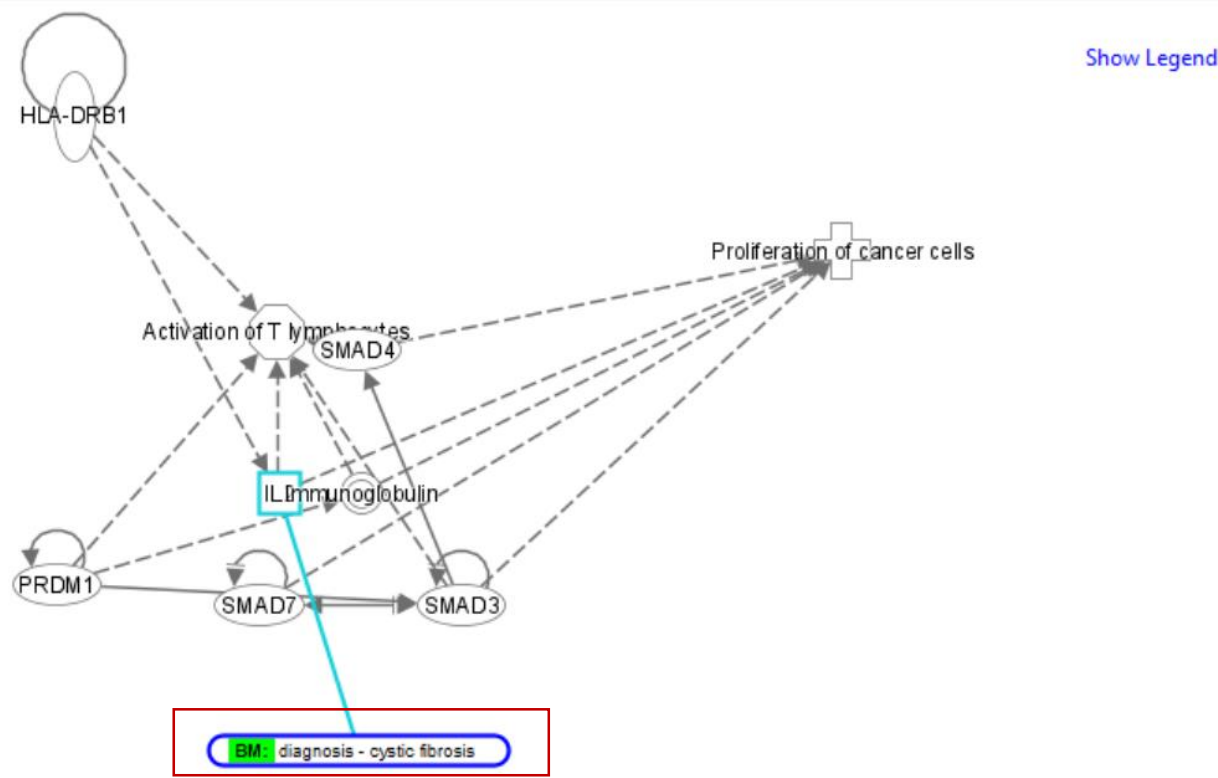 Show Legend
HLA-DRB1
Proliferation of cancer cells
Activation of T lymphocytes
SMAD4
Immunoglobulin
PRDM1
SMAD7
SMAD3
BM: diagnosis - cystic fibrosis